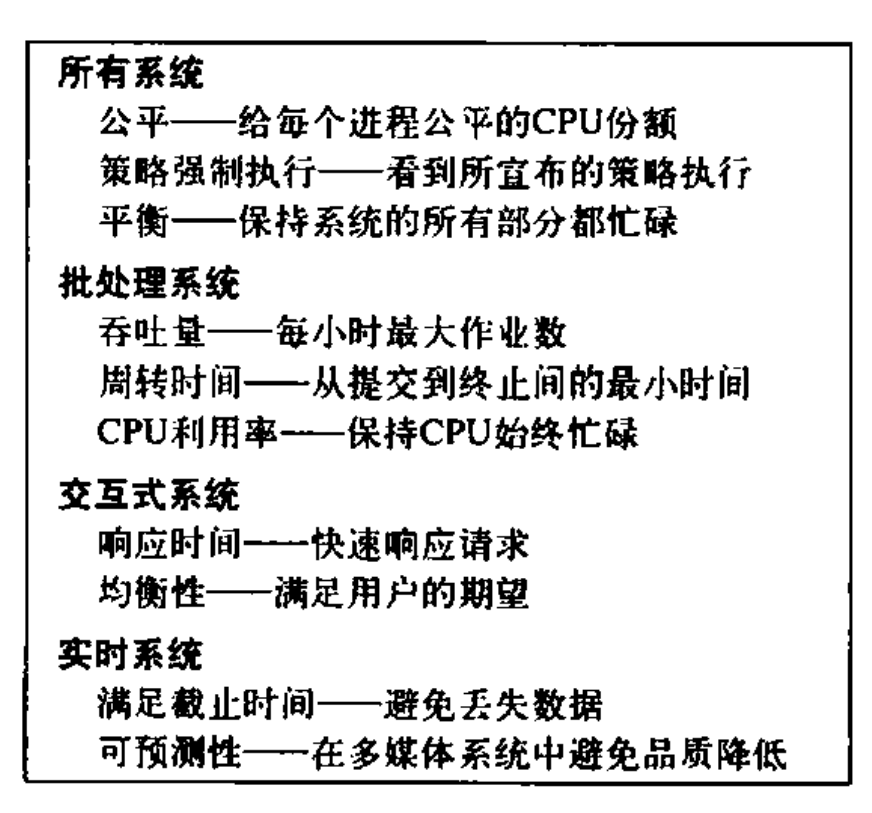 所有系统
公平——给每个进程公平的CPU份额
策略强制执行——看到所宣布的策略执行
平衡——保持系统的所有部分都忙碌
批处理系统
吞吐量——每小时最大作业数
周转时间——从提交到终止间的最小时间
CPU利用率——保持CPU始终忙碌
交互式系统
响应时间——快速响应请求
均衡性——满足用户的期望
实时系统
满足截止时间——避免丢失数据
可预测性——在多媒体系统中避免品质降低